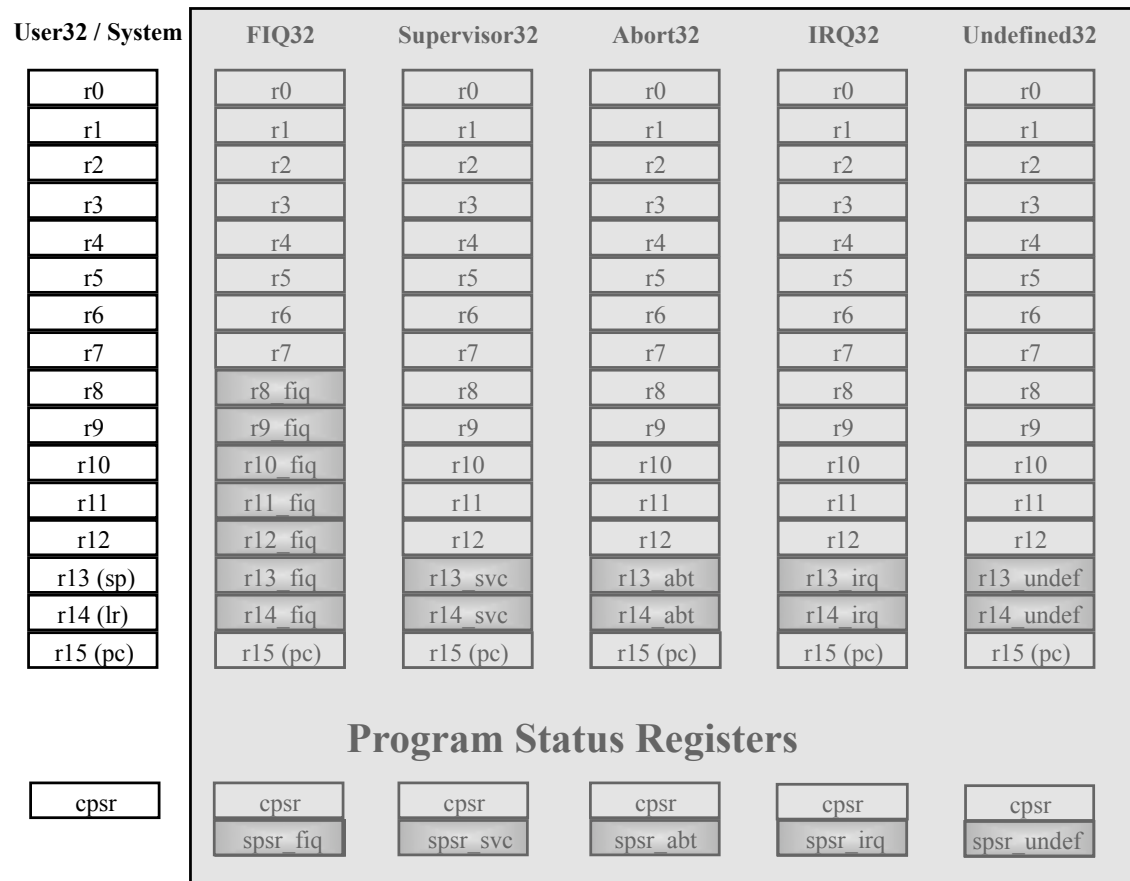 User32 / System FIQ32 Supervisor32 Abort32 IRQ32 Undefined32
r0 r0 r0 r0 r0 r0
r1 r1 r1 r1 r1 r1
r2 r2 r2 r2 r2 r2
r3 r3 r3 r3 r3 r3
r4 r4 r4 r4 r4 r4
r5 r5 r5 r5 r5 r5
r6 r6 r6 r6 r6 r6
r7 r7 r7 r7 r7 r7
r8 r8_fiq r8 r8 r8 r8
r9 r9_fiq r9 r9 r9 r9
r10 r10_fiq r10 r10 r10 r10
r11 r11_fiq r11 r11 r11 r11
r12 r12_fiq r12 r12 r12 r12
r13 (sp) r13_fiq r13_svc r13_abt r13_irq r13_undef
r14 (lr) r14_fiq r14_svc r14_abt r14_irq r14_undef
r15 (pc) r15 (pc) r15 (pc) r15 (pc) r15 (pc) r15 (pc)
Program Status Registers
cpsr cpsr cpsr cpsr cpsr cpsr
spsr_fiq spsr_svc spsr_abt spsr_irq spsr_undef